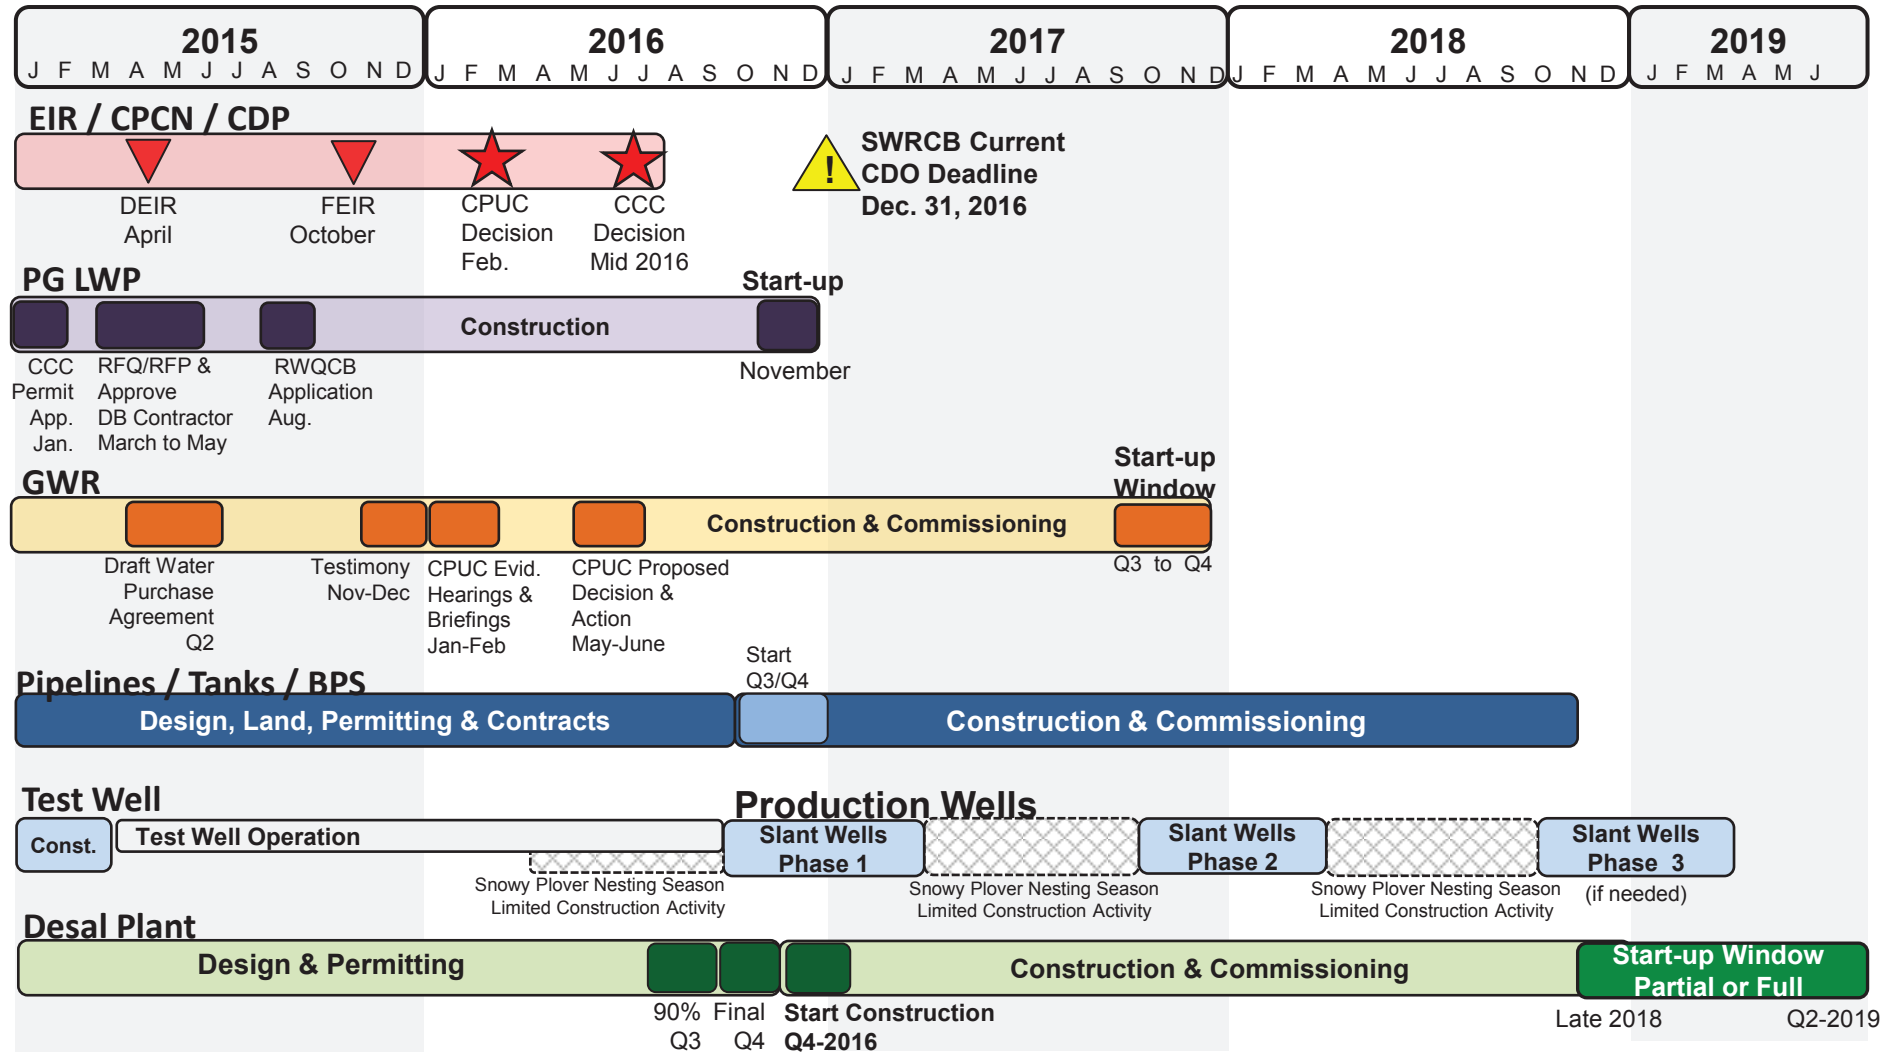 2015 2016 2017 2018 2019
J F M A M J J A S O N D J F M A M J J A S O N D J F M A M J J A S O N D J F M A M J J A S O N D J F M A M J
EIR / CPCN / CDP
DEIR
April
FEIR
October
CPUC
Decision
Feb.
CCC
Decision
Mid 2016
!
SWRCB Current
CDO Deadline
Dec. 31, 2016
PG LWP
Start-up
Construction
CCC
Permit
App.
Jan.
RFQ/RFP &
Approve
DB Contractor
March to May
RWQCB
Application
Aug.
November
GWR
Start-up
Window
Construction & Commissioning
Draft Water
Purchase
Agreement
Q2
Testimony
Nov-Dec
CPUC Evid.
Hearings &
Briefings
Jan-Feb
CPUC Proposed
Decision &
Action
May-June
Q3 to Q4
Pipelines / Tanks / BPS
Start
Q3/Q4
Design, Land, Permitting & Contracts
Construction & Commissioning
Test Well
Production Wells
Const.
Test Well Operation
Slant Wells
Phase 1
Slant Wells
Phase 2
Slant Wells
Phase 3
(if needed)
Snowy Plover Nesting Season
Limited Construction Activity
Snowy Plover Nesting Season
Limited Construction Activity
Snowy Plover Nesting Season
Limited Construction Activity
Desal Plant
Design & Permitting
Construction & Commissioning
Start-up Window
Partial or Full
90%
Q3
Final
Q4
Start Construction
Q4-2016
Late 2018
Q2-2019